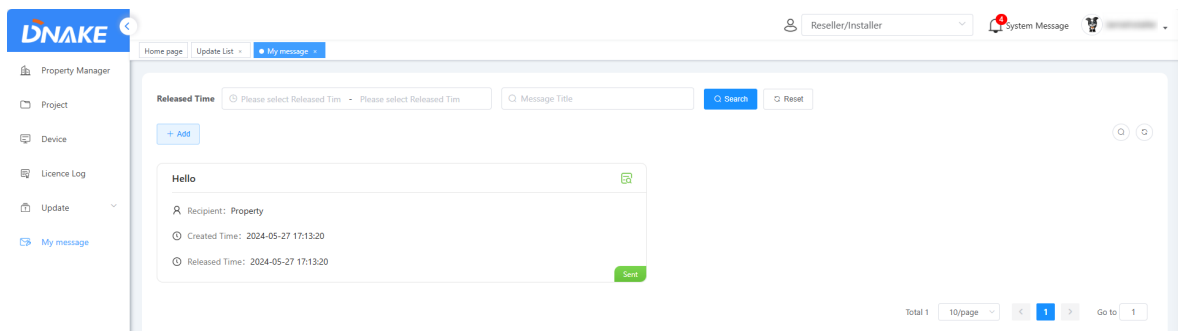 DNAKE
Reseller/Installer
4
System Message
Home page
Update List ×
My message ×
Property Manager
Project
Device
Licence Log
Update
My message
Released Time
Please select Released Tim - Please select Released Tim
Message Title
Search
Reset
+ Add
Hello
Recipient: Property
Created Time: 2024-05-27 17:13:20
Released Time: 2024-05-27 17:13:20
Sent
Total 1
10/page
< 1 >
Go to 1